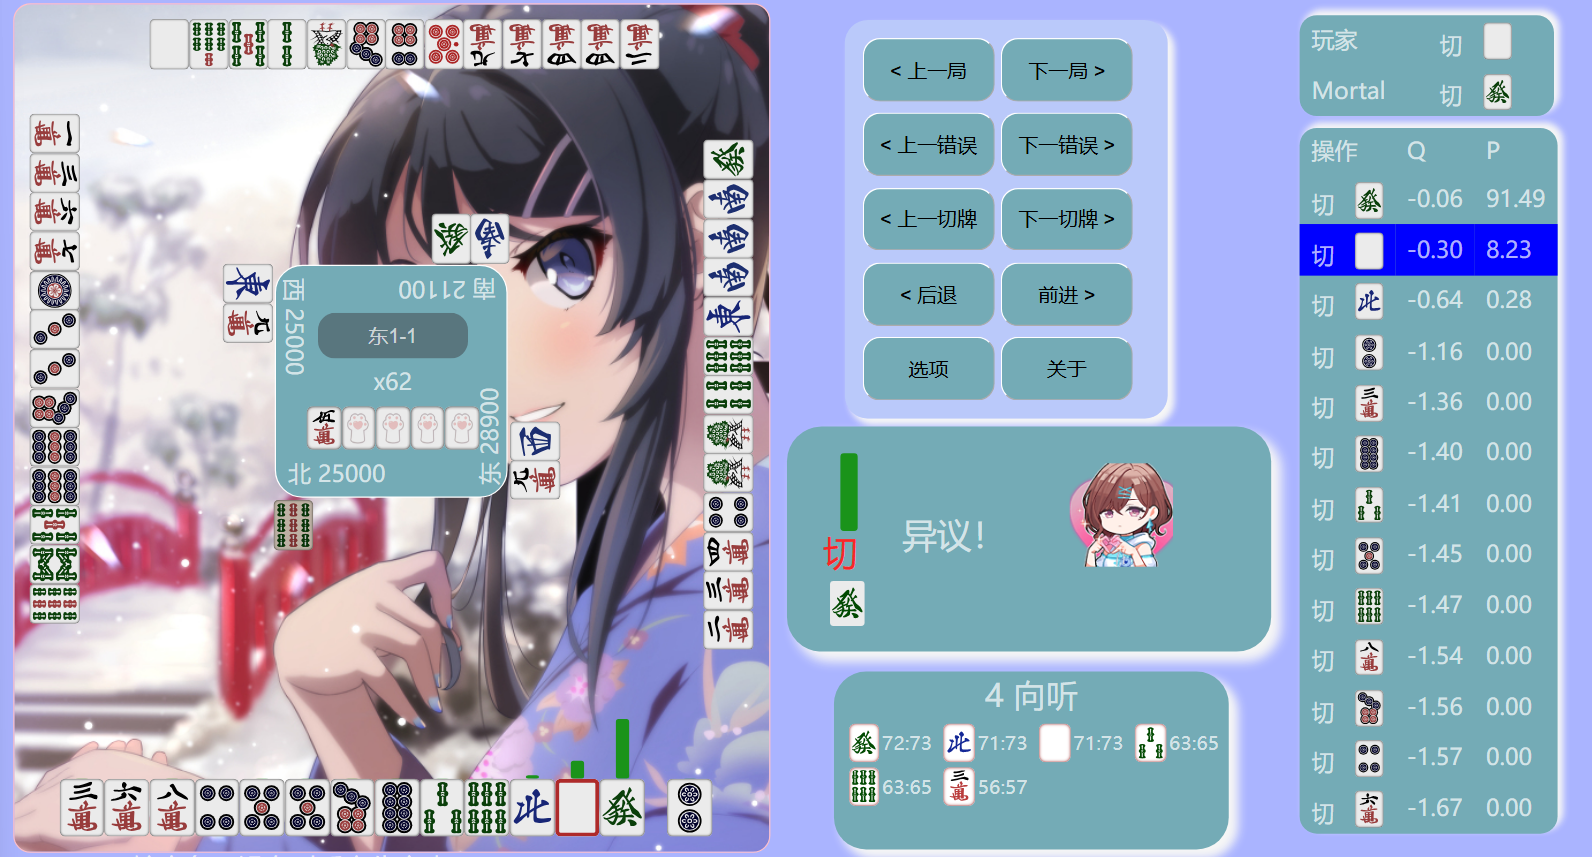 西 25000
南 21100
东1-1
x62
东 28900
北 25000
< 上一局
下一局 >
< 上一错误
下一错误 >
< 上一切牌
下一切牌 >
< 后退
前进 >
选项
关于
切
异议!
4 向听
72:73
71:73
71:73
63:65
63:65
56:57
玩家 切
Mortal 切
操作 Q P
切 -0.06 91.49
切 -0.30 8.23
切 -0.64 0.28
切 -1.16 0.00
切 -1.36 0.00
切 -1.40 0.00
切 -1.41 0.00
切 -1.45 0.00
切 -1.47 0.00
切 -1.54 0.00
切 -1.56 0.00
切 -1.57 0.00
切 -1.67 0.00